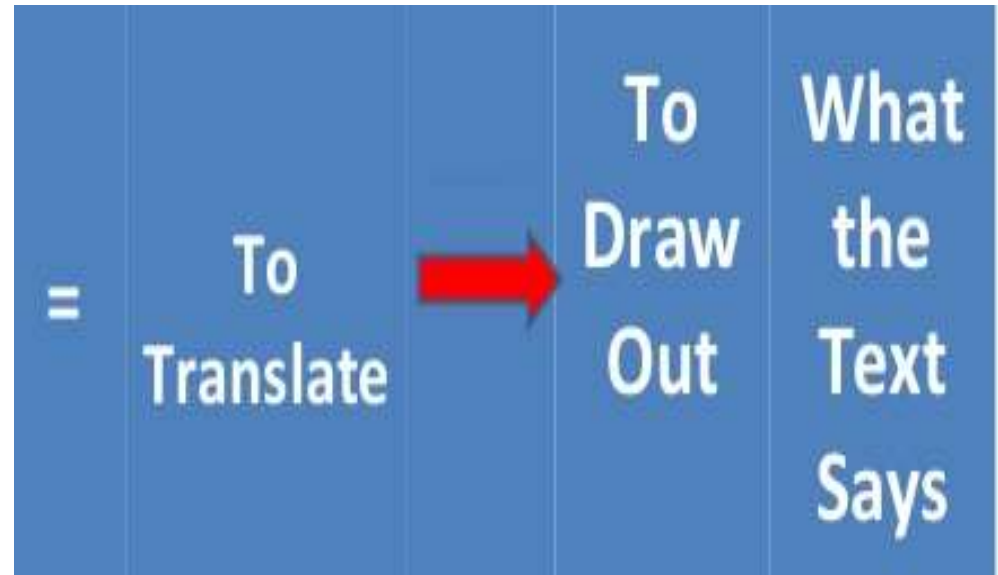 =
To
Translate
To
Draw
Out
What
the
Text
Says